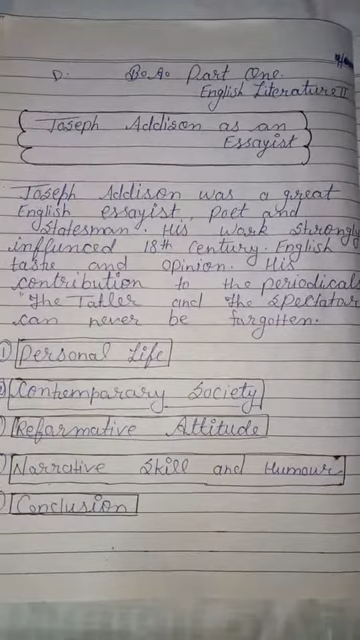 D.
B.A. Part One.
English Literature II
Joseph Addison as an
Essayist
Joseph Addison was a great
English essayist, Poet and
Statesman. His work strongly
influnced 18th Century. English
taste and opinion. His
contribution to the periodicals
"The Tatler and the Spectator
can never be forgotten.
Personal Life
Contemparary Society
Reformative Attitude
Narrative Skill and Humour
Conclusion